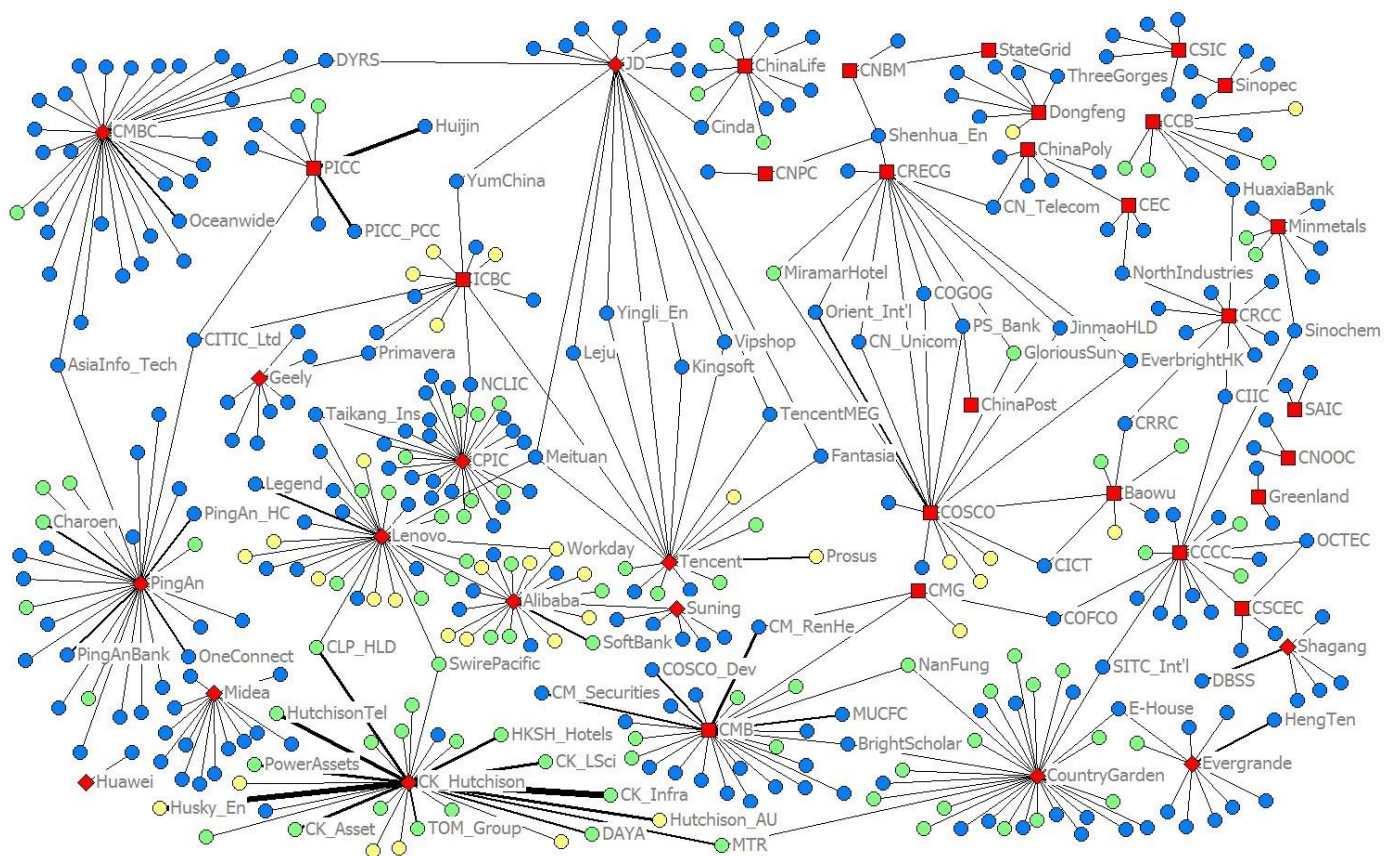 StateGrid
CSIC
DYRS
JD
ChinaLife
CNBM
ThreeGorges
Sinopec
Dongfeng
CMBC
Huijin
Cinda
Shenhua_En
CCB
ChinaPoly
PICC
CNPC
CRECG
YumChina
HuaxiaBank
CN_Telecom
CEC
Oceanwide
PICC_PCC
Minmetals
MiramarHotel
NorthIndustries
ICBC
COGOG
Yingli_En
Orient_Int'l
CRCC
PS_Bank
JinmaoHLD
Sinochem
CITIC_Ltd
CN_Unicom
Vipshop
Primavera
Leju
GloriousSun
EverbrightHK
AsiaInfo_Tech
Kingsoft
Geely
NCLIC
CIIC
ChinaPost
SAIC
Taikang_Ins
TencentMEG
CRRC
CPIC
Meituan
Fantasia
CNOOC
Legend
Baowu
Greenland
PingAn_HC
COSCO
Charoen
Lenovo
OCTEC
Workday
CCCC
Prosus
Tencent
CICT
PingAn
CMG
Alibaba
Suning
CSCEC
COFCO
CM_RenHe
SoftBank
CLP_HLD
Shagang
PingAnBank
OneConnect
SwirePacific
NanFung
SITC_Int'l
COSCO_Dev
DBSS
Midea
CM_Securities
E-House
HutchisonTel
MUCFC
HengTen
HKSH_Hotels
CMB
BrightScholar
PowerAssets
CK_LSci
Evergrande
CountryGarden
Huawei
CK_Hutchison
CK_Infra
Husky_En
Hutchison_AU
CK_Asset
TOM_Group
DAYA
MTR